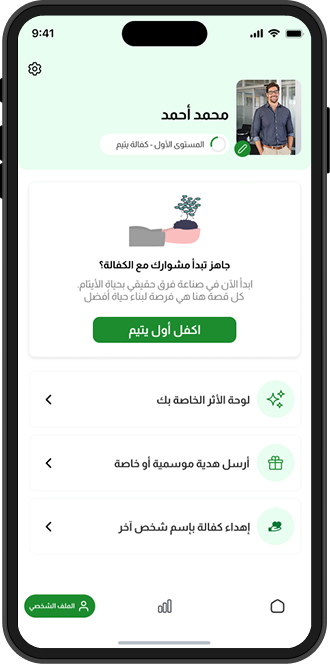 9:41
محمد أحمد
المستوى الأول - كفالة يتيم
جاهز تبدأ مشوارك مع الكفالة؟
ابدأ الآن في صناعة فرق حقيقي بحياة الأيتام.
كل قصة هنا هي فرصة لبناء حياة أفضل
اكفل أول يتيم
لوحة الأثر الخاصة بك
أرسل هدية موسمية أو خاصة
إهداء كفالة بإسم شخص آخر
الملف الشخصي